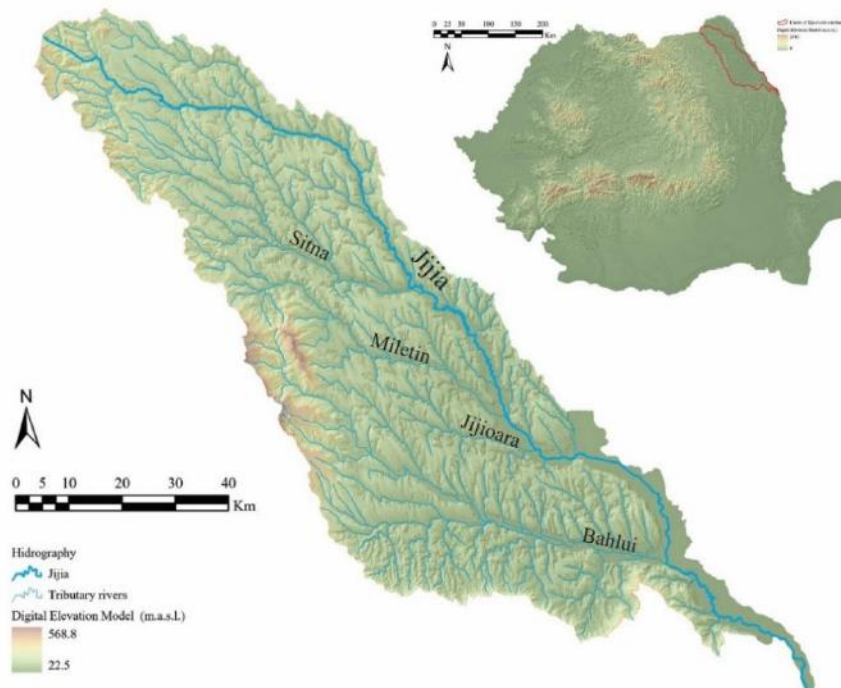 0 25 50 100 150 200
Km
N
Sitna
Jijia
Miletin
Jijioara
Bahlui
N
0 10 20 30 40
Km
Hidrography
Jijia
Tributary rivers
Digital Elevation Model (m.a.s.l.)
568.8
22.5